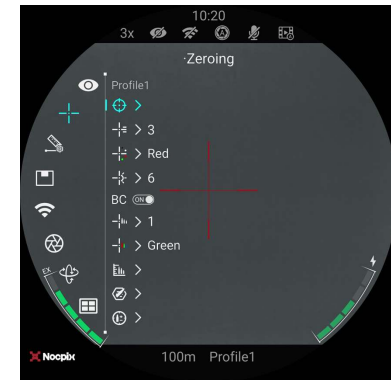 10:20
3x
·Zeroing
Profile1
3
Red
6
BC ON
1
Green
EX
Nocpix
100m Profile1